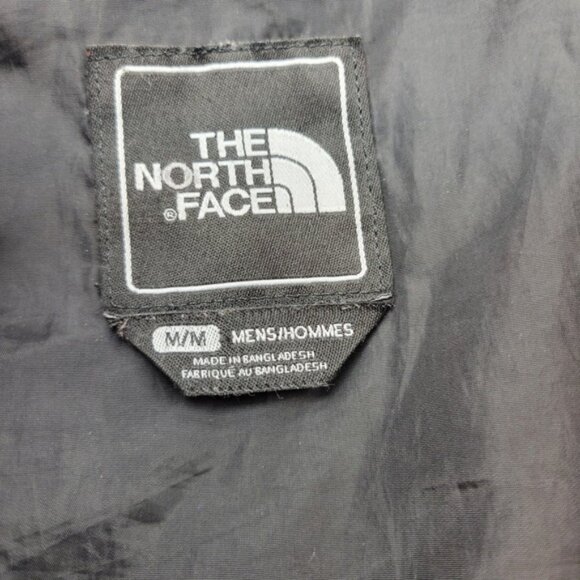 THE
NORTH
® FACE
M/M MENS/HOMMES
MADE IN BANGLADESH
FABRIQUE AU BANGLADESH